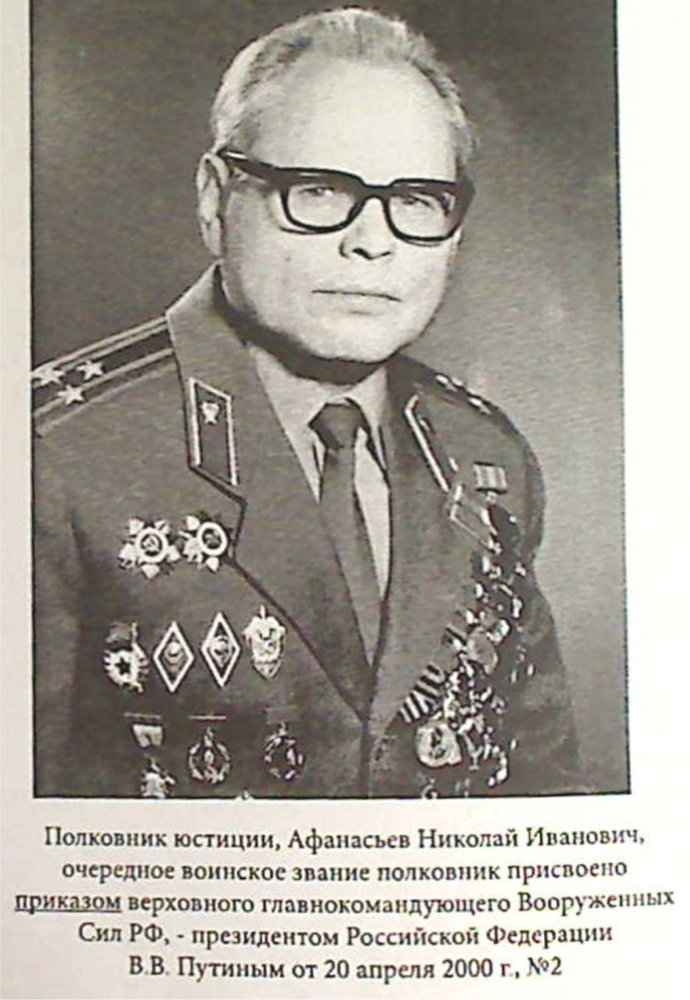 Полковник юстиции, Афанасьев Николай Иванович,
очередное воинское звание полковник присвоено
приказом верховного главнокомандующего Вооруженных
Сил РФ, - президентом Российской Федерации
В.В. Путиным от 20 апреля 2000 г., №2